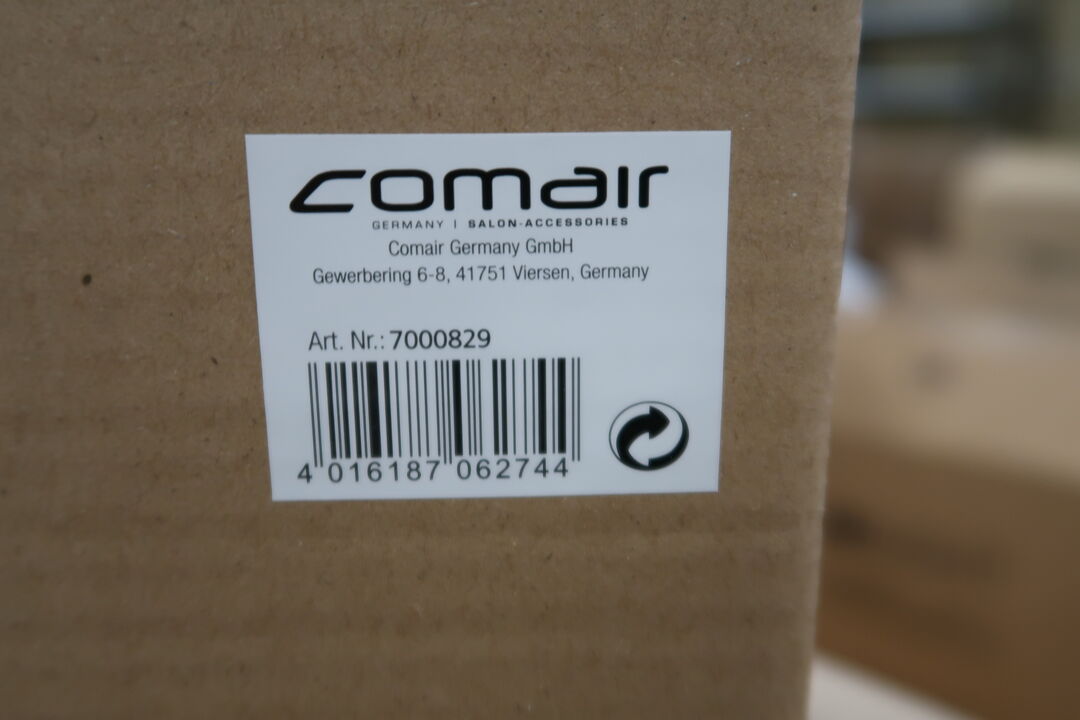 comair
GERMANY | SALON-ACCESSORIES
Comair Germany GmbH
Gewerbering 6-8, 41751 Viersen, Germany
Art. Nr.: 7000829
4 016187 062744